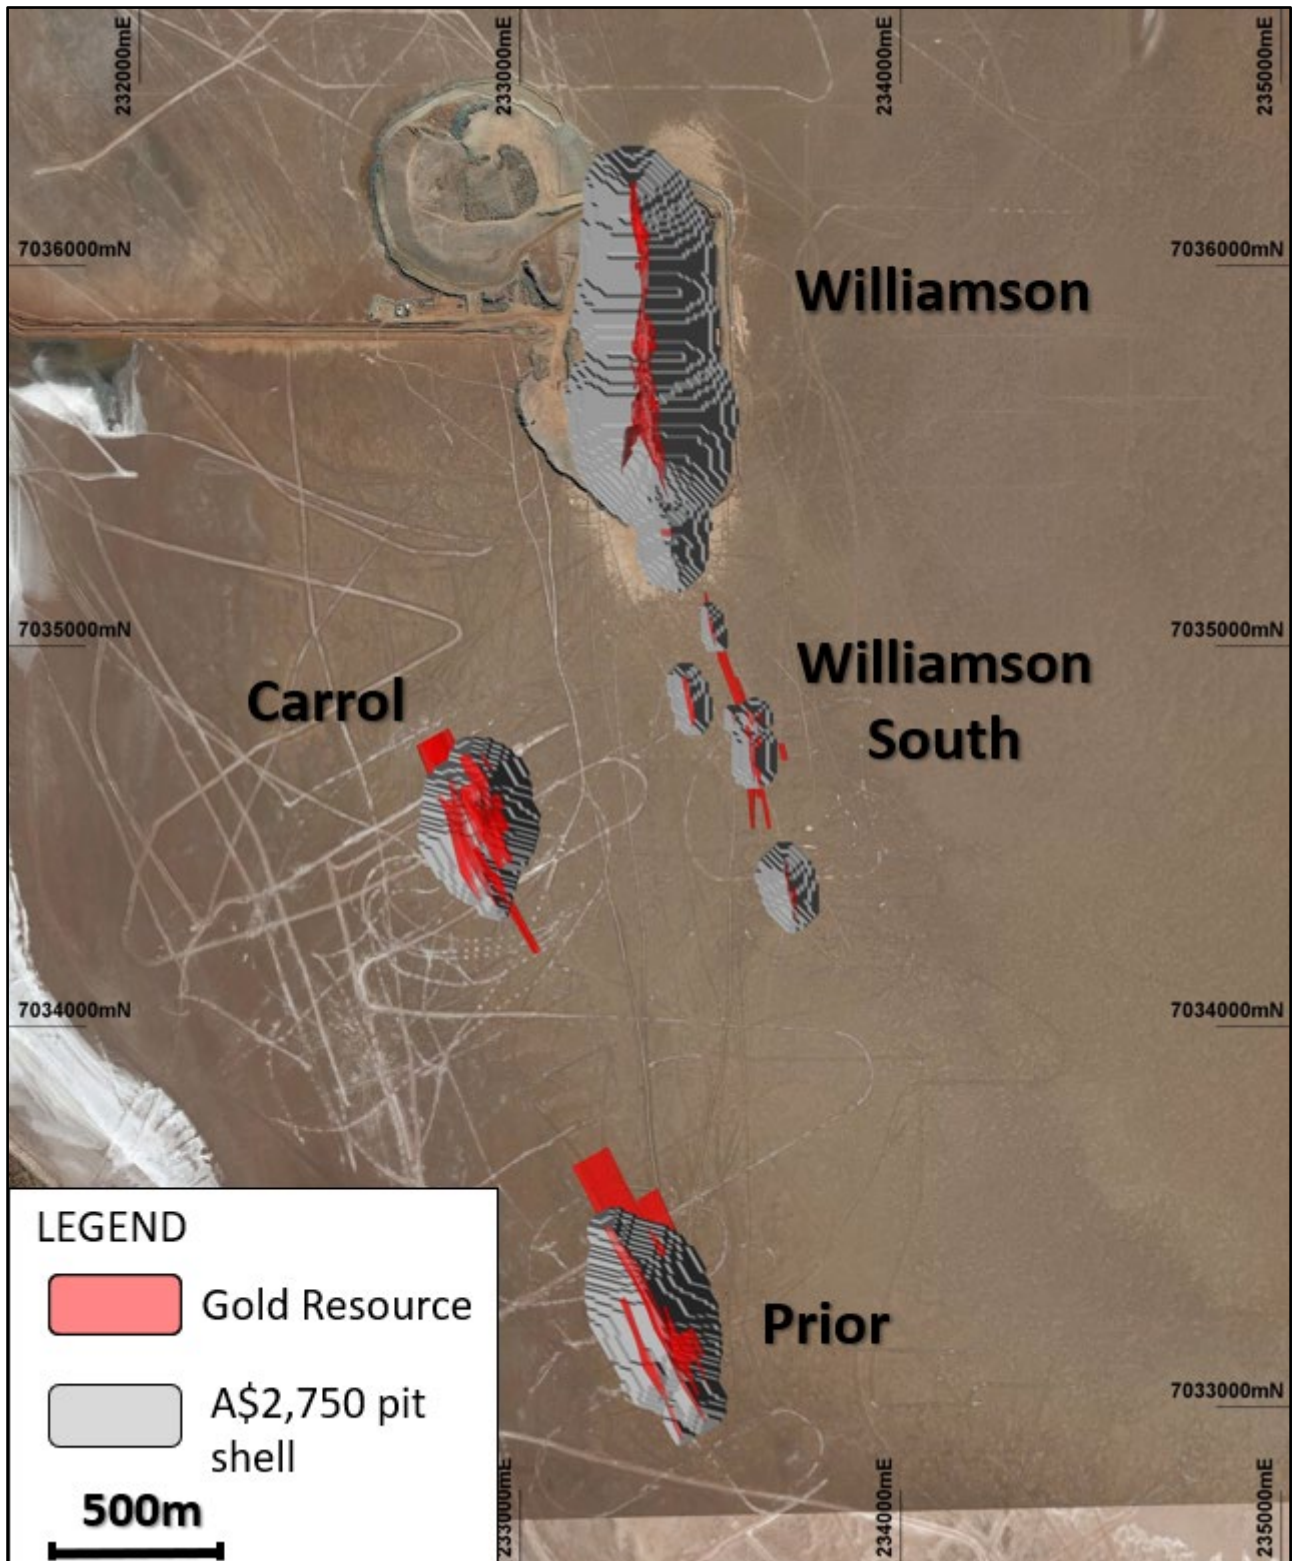 232000mE
233000mE
234000mE
235000mE
7036000mN
7036000mN
Williamson
7035000mN
7035000mN
Williamson
South
Carrol
7034000mN
7034000mN
LEGEND
Gold Resource
A$2,750 pit
shell
500m
Prior
7033000mN
233000mE
234000mE
235000mE